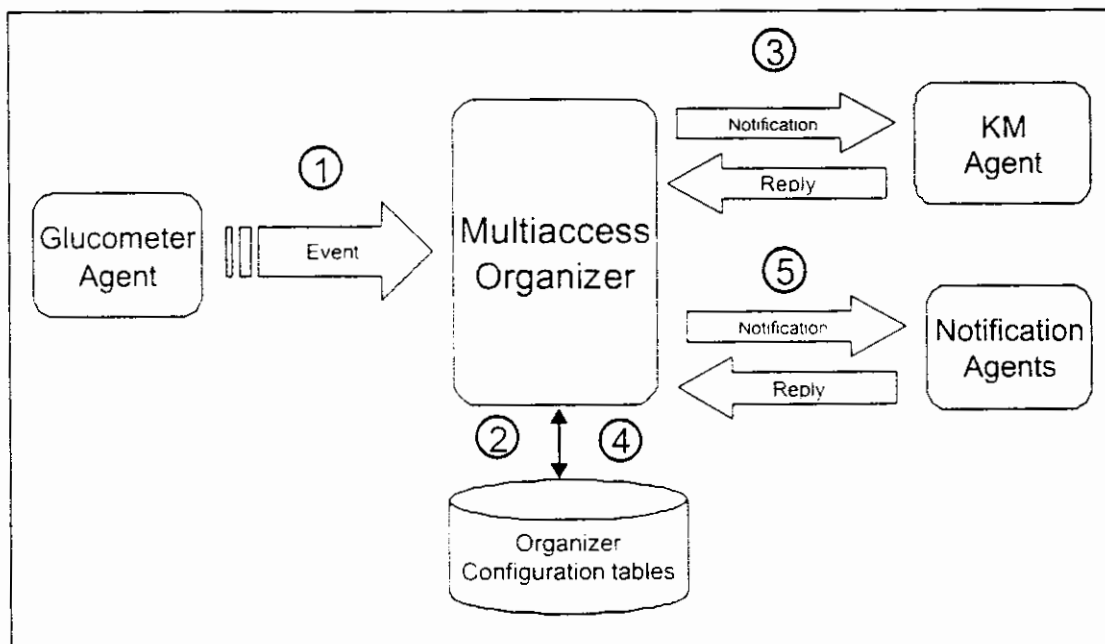 ③
Notification
KM
Agent
Reply
①
Glucometer
Agent
Event
Multiaccess
Organizer
⑤
Notification
Notification
Agents
Reply
②
④
Organizer
Configuration tables